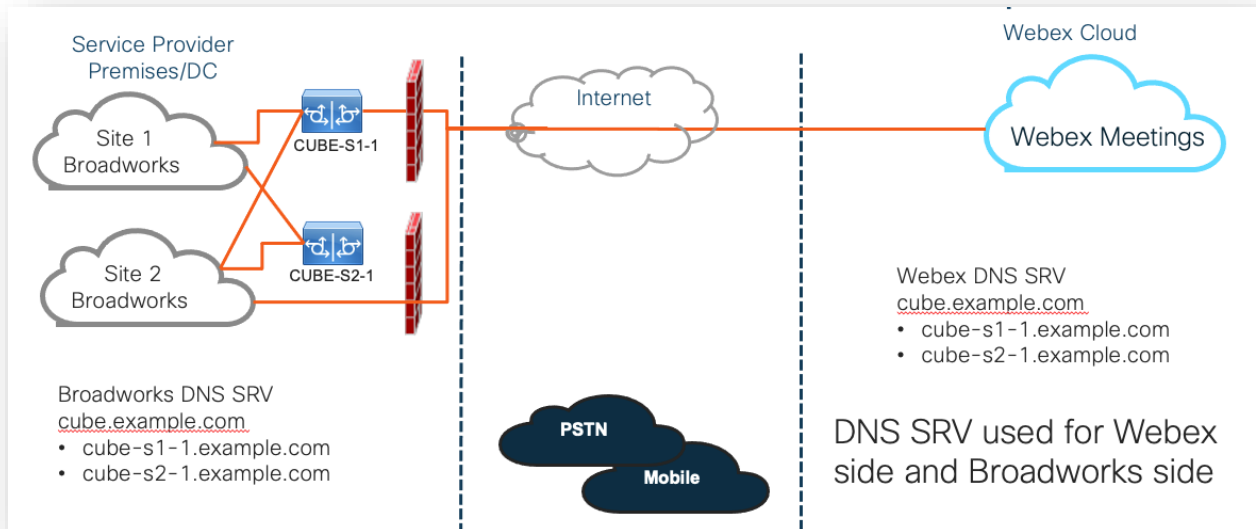 Service Provider
Premises/DC
Site 1
Broadworks
CUBE-S1-1
Site 2
Broadworks
CUBE-S2-1
Broadworks DNS SRV
cube.example.com
• cube-s1-1.example.com
• cube-s2-1.example.com
Internet
PSTN
Mobile
Webex Cloud
Webex Meetings
Webex DNS SRV
cube.example.com
• cube-s1-1.example.com
• cube-s2-1.example.com
DNS SRV used for Webex
side and Broadworks side